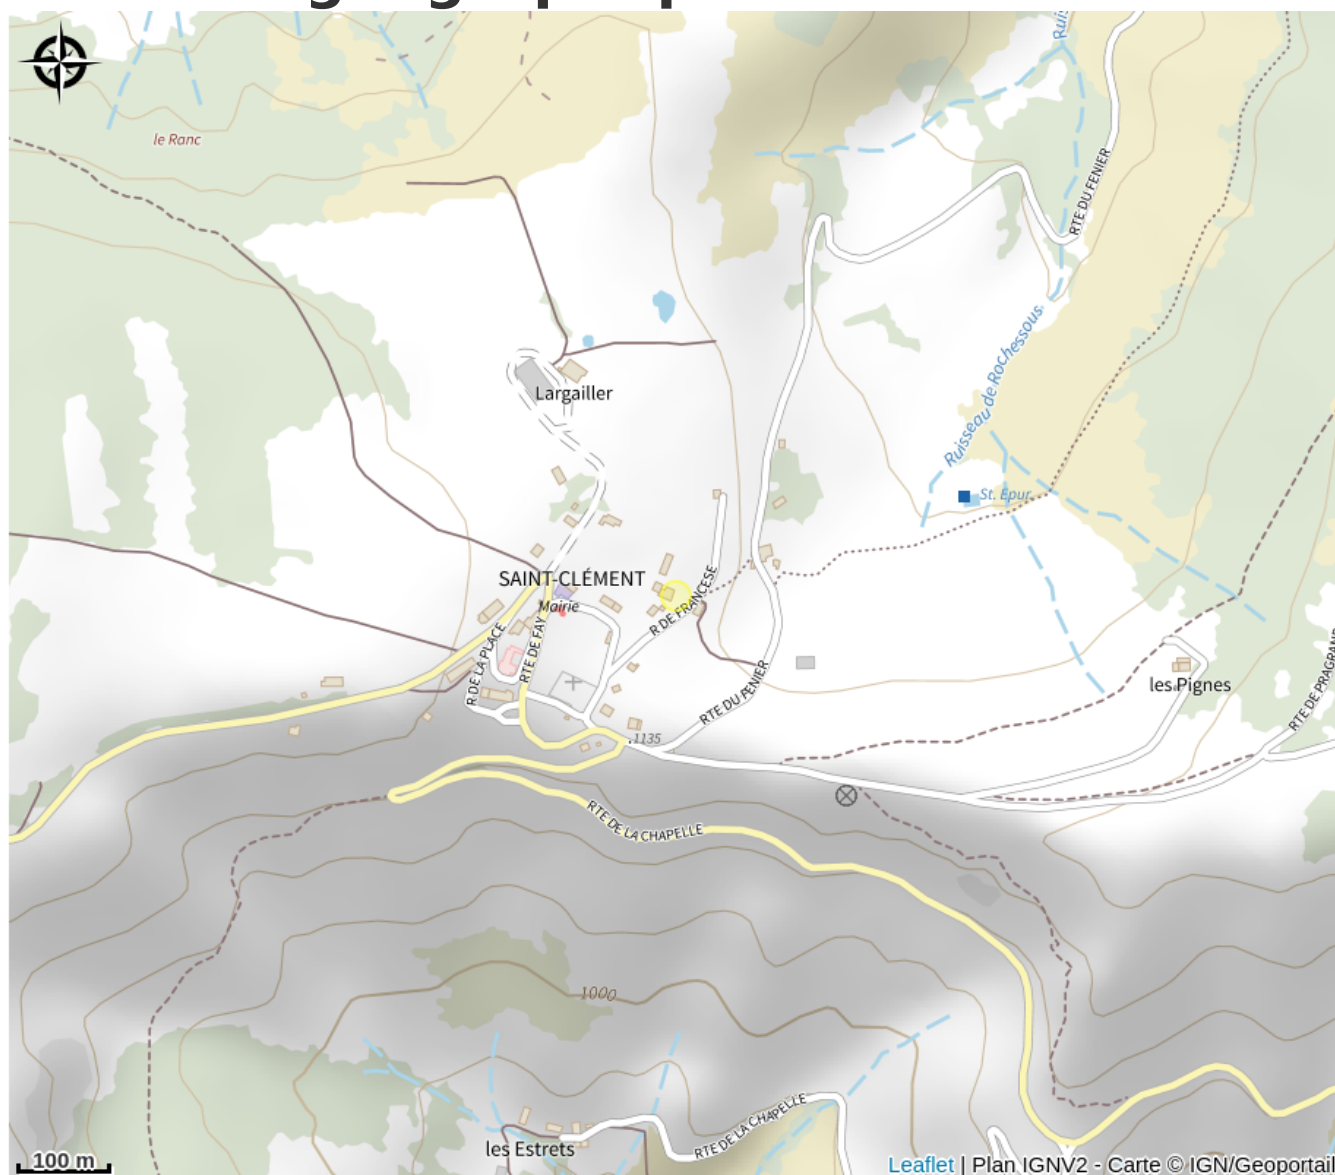 le Ranc
RTE DU FENIER
Ruisseau de Rochessous
Largailler
St. Epur.
SAINT-CLÉMENT
Mairie
R DE FRANCESE
R DE LA PLACE
RTE DE FAY
RTE DU FENIER
les Pignes
RTE DE PRAGRAN
1135
RTE DE LA CHAPELLE
1000
RTE DE LA CHAPELLE
les Estrets
100 m
Leaflet | Plan IGNV2 - Carte © IGN/Geoportail